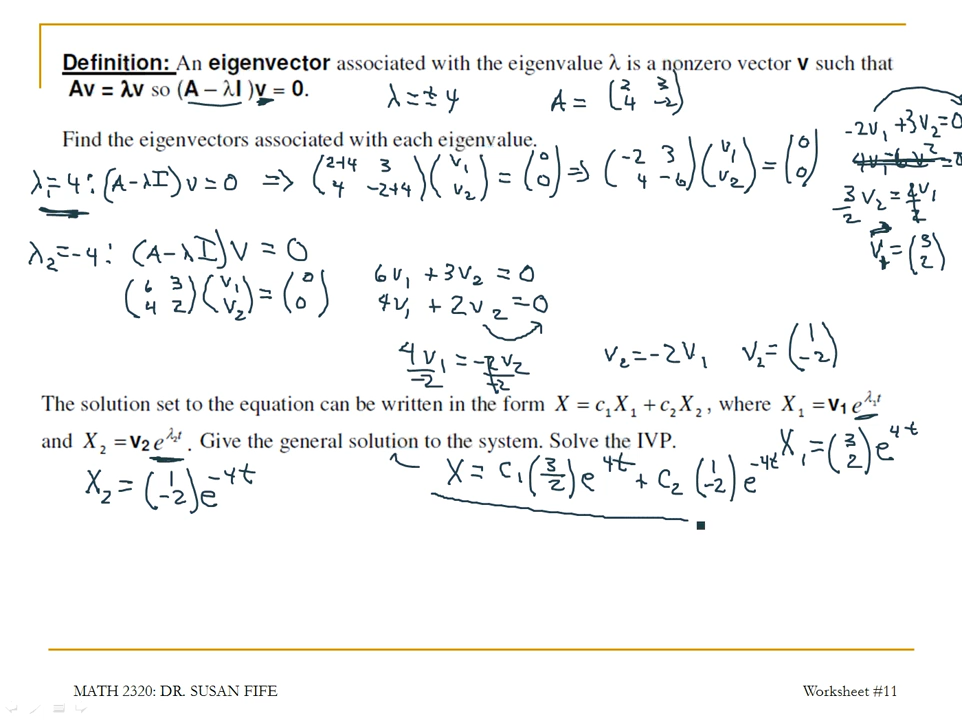 Definition: An eigenvector associated with the eigenvalue λ is a nonzero vector v such that
Av = λv so (A – λI )v = 0.
λ = ± 4 A = (2 3; 4 -2)
Find the eigenvectors associated with each eigenvalue.
λ₁ = 4: (A-λI)v = 0 => (2-+4 3; 4 -2+4)(v₁; v₂) = (0; 0) => (-2 3; 4 -6)(v₁; v₂) = (0; 0)
-2v₁ + 3v₂ = 0
3/2 v₂ = 2v₁/2
v₁ = (3; 2)
λ₂ = -4: (A-λI)V = 0
(6 3; 4 2)(v₁; v₂) = (0; 0)
6v₁ + 3v₂ = 0
4v₁ + 2v₂ = 0
4v₁/-2 = -2v₂/-2
v₂ = -2v₁ v₂ = (1; -2)
The solution set to the equation can be written in the form X = c₁X₁ + c₂X₂, where X₁ = v₁e^λ₁t
and X₂ = v₂e^λ₂t. Give the general solution to the system. Solve the IVP.
X₁ = (3; 2)e^4t
X₂ = (1; -2)e^-4t
X = c₁(3; 2)e^4t + c₂(1; -2)e^-4t
MATH 2320: DR. SUSAN FIFE
Worksheet #11